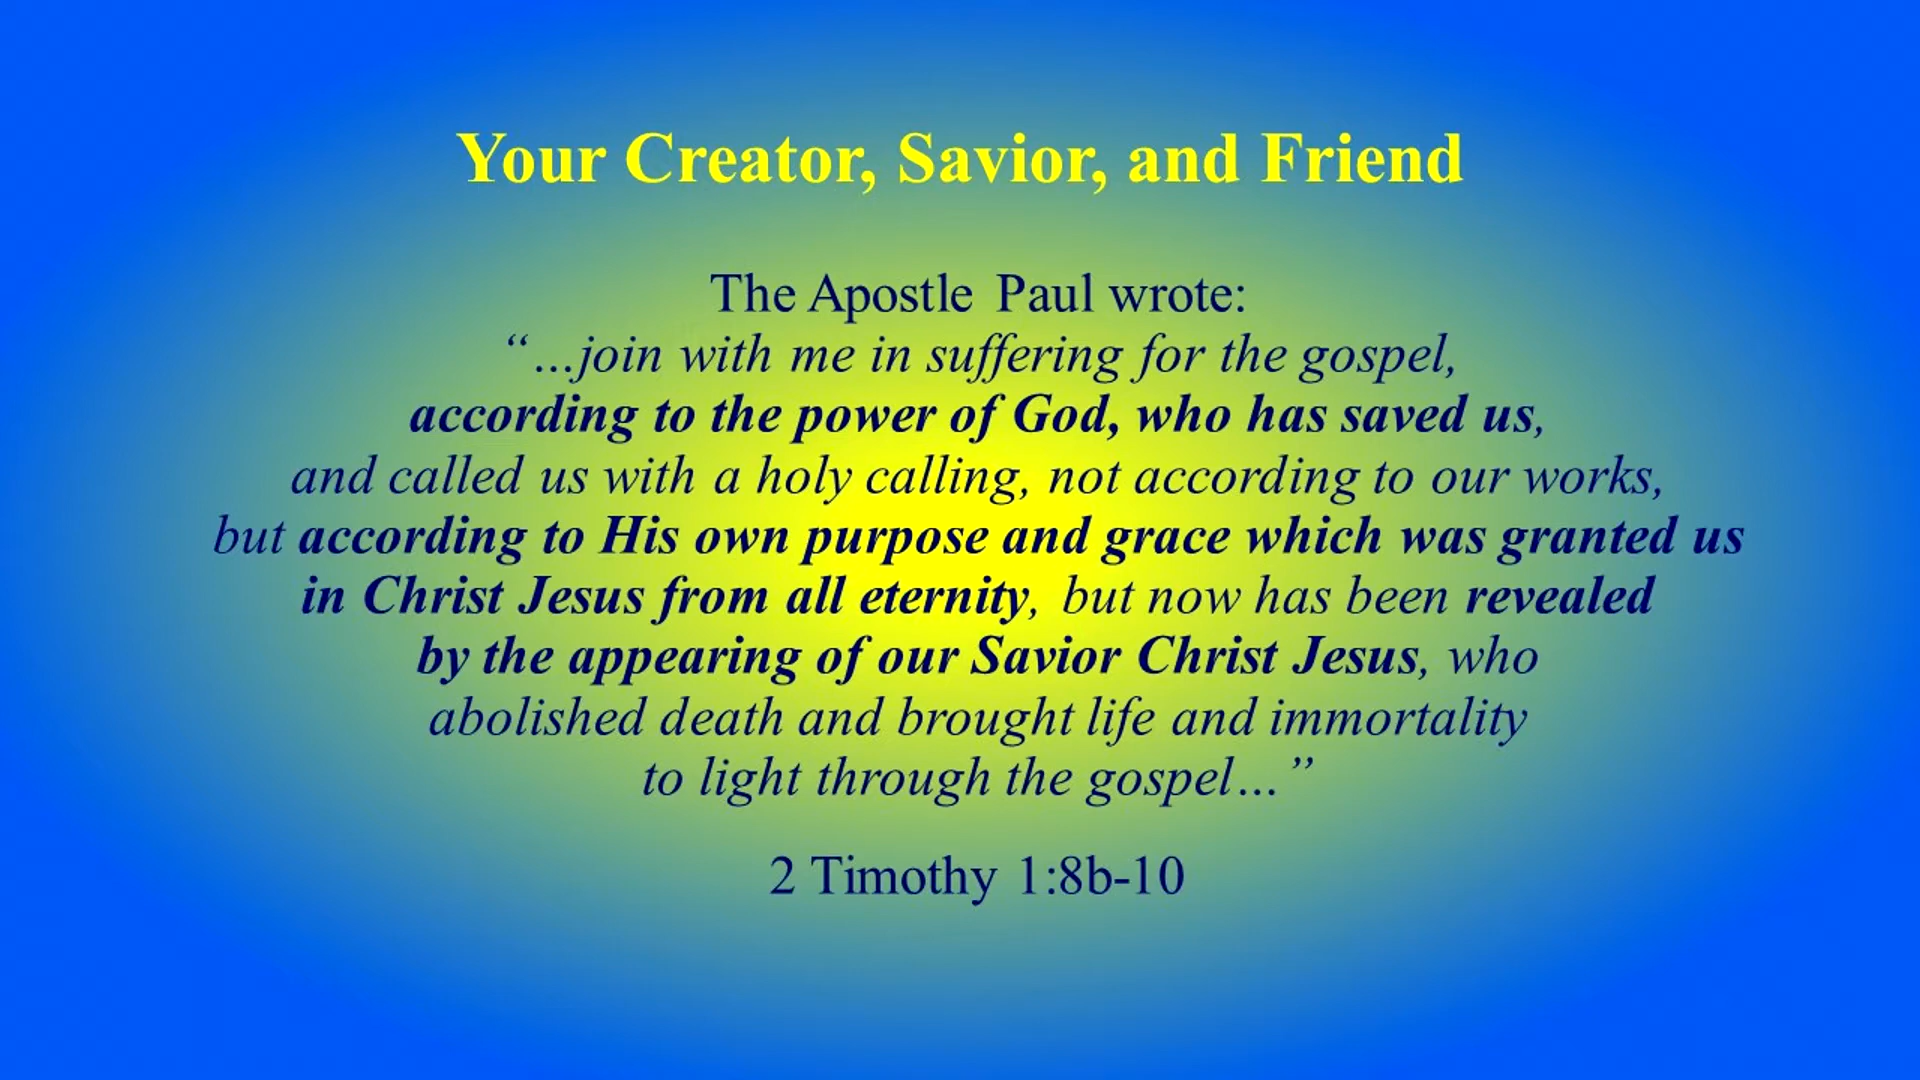 Your Creator, Savior, and Friend
The Apostle Paul wrote:
“…join with me in suffering for the gospel,
according to the power of God, who has saved us,
and called us with a holy calling, not according to our works,
but according to His own purpose and grace which was granted us
in Christ Jesus from all eternity, but now has been revealed
by the appearing of our Savior Christ Jesus, who
abolished death and brought life and immortality
to light through the gospel…”
2 Timothy 1:8b-10